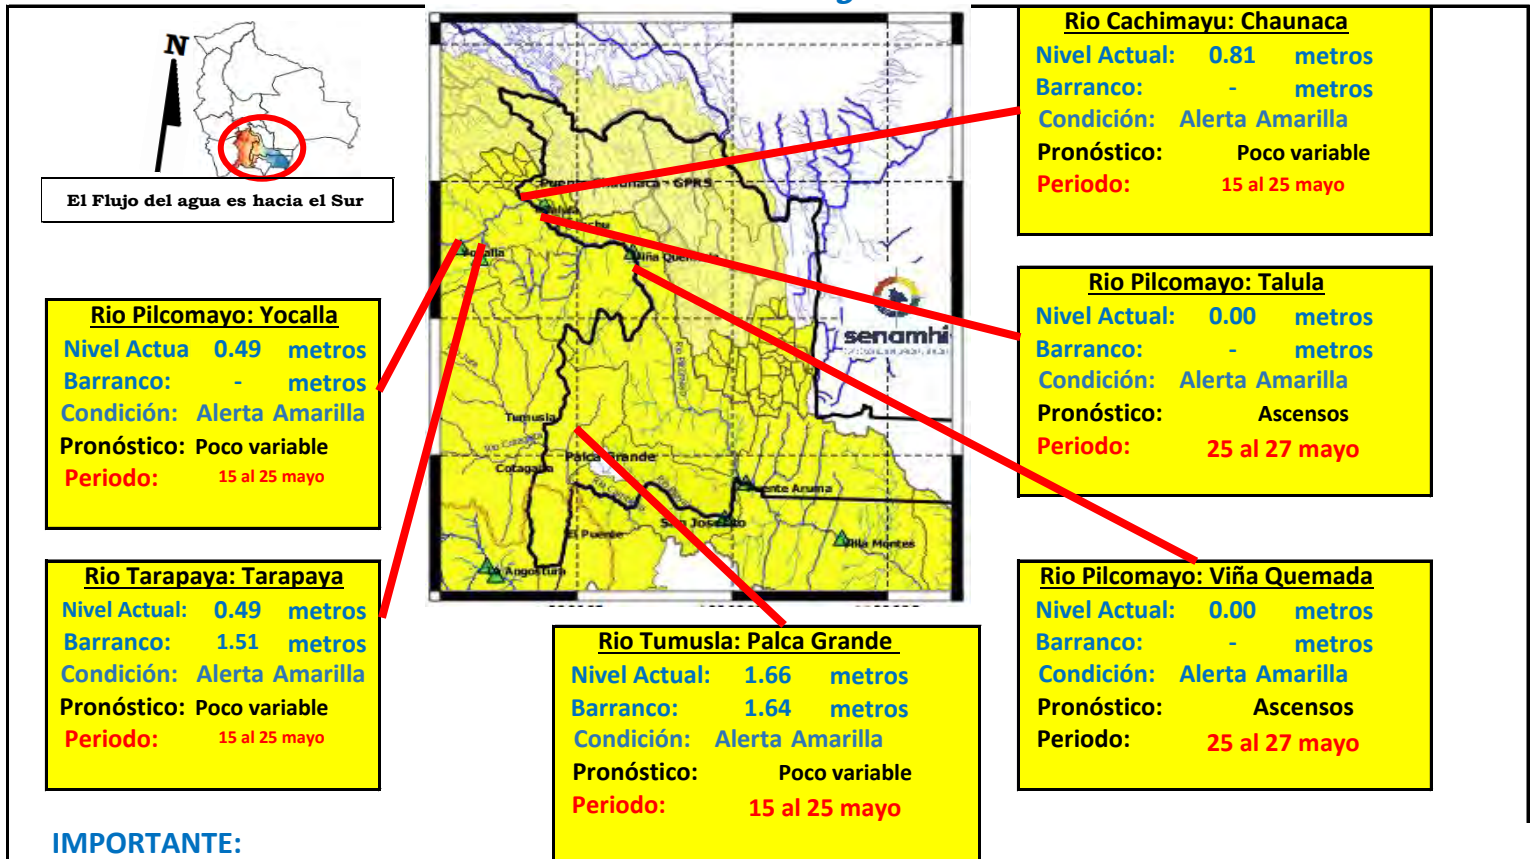 N
El Flujo del agua es hacia el Sur
Rio Cachimayu: Chaunaca
Nivel Actual: 0.81 metros
Barranco: - metros
Condición: Alerta Amarilla
Pronóstico: Poco variable
Periodo: 15 al 25 mayo
Rio Pilcomayo: Talula
Nivel Actual: 0.00 metros
Barranco: - metros
Condición: Alerta Amarilla
Pronóstico: Ascensos
Periodo: 25 al 27 mayo
Rio Pilcomayo: Yocalla
Nivel Actua 0.49 metros
Barranco: - metros
Condición: Alerta Amarilla
Pronóstico: Poco variable
Periodo: 15 al 25 mayo
Rio Tarapaya: Tarapaya
Nivel Actual: 0.49 metros
Barranco: 1.51 metros
Condición: Alerta Amarilla
Pronóstico: Poco variable
Periodo: 15 al 25 mayo
Rio Tumusla: Palca Grande
Nivel Actual: 1.66 metros
Barranco: 1.64 metros
Condición: Alerta Amarilla
Pronóstico: Poco variable
Periodo: 15 al 25 mayo
Rio Pilcomayo: Viña Quemada
Nivel Actual: 0.00 metros
Barranco: - metros
Condición: Alerta Amarilla
Pronóstico: Ascensos
Periodo: 25 al 27 mayo
Puente Chaunaca - GPRS
Talula
Yocalla
Viña Quemada
senamhi
Tumusla
Palca Grande
Cotagaita
Puente Aruma
San Josecito
El Puente
Villa Montes
La Angostura
IMPORTANTE: